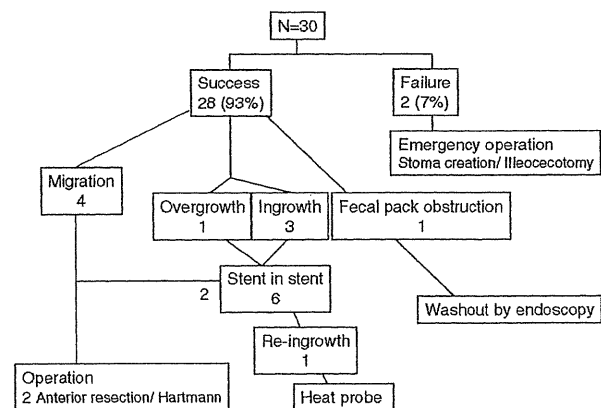 N=30
Success
28 (93%)
Failure
2 (7%)
Emergency operation
Stoma creation/ Illeocecotomy
Migration
4
Overgrowth
1
Ingrowth
3
Fecal pack obstruction
1
2
Stent in stent
6
Washout by endoscopy
Re-ingrowth
1
Operation
2 Anterior resection/ Hartmann
Heat probe